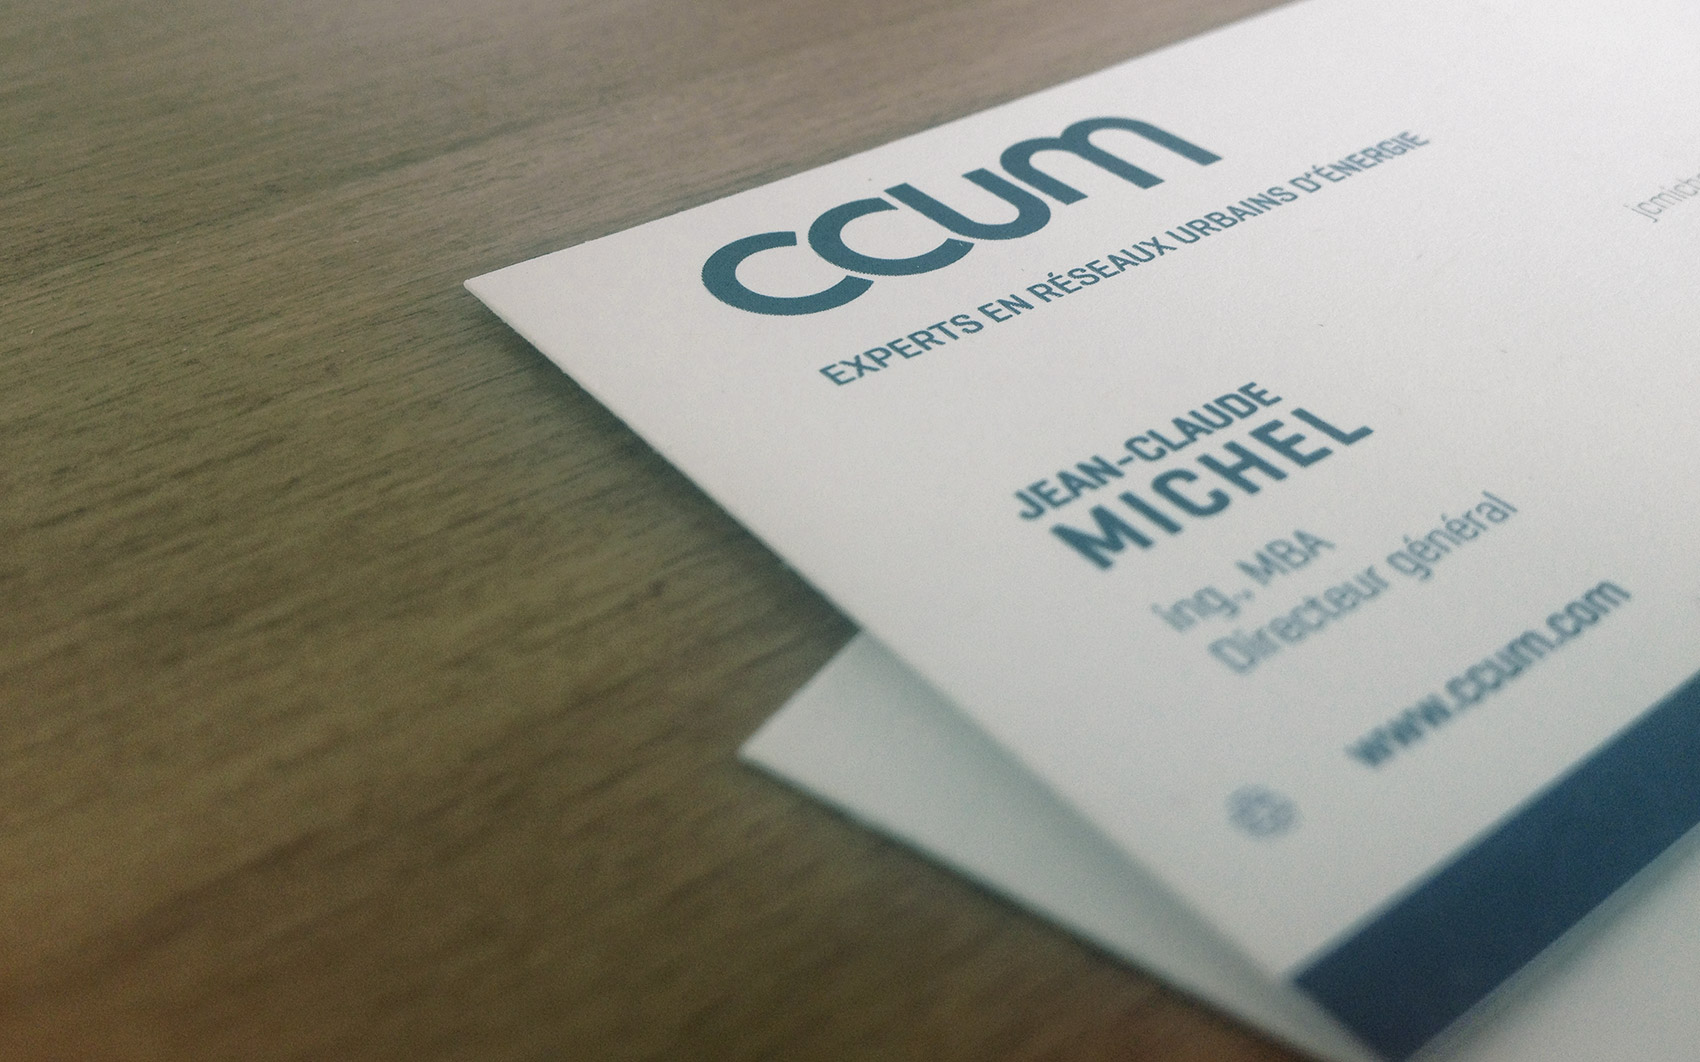 ccum
EXPERTS EN RÉSEAUX URBAINS D'ÉNERGIE
JEAN-CLAUDE
MICHEL
ing., MBA
Directeur général
www.ccum.com